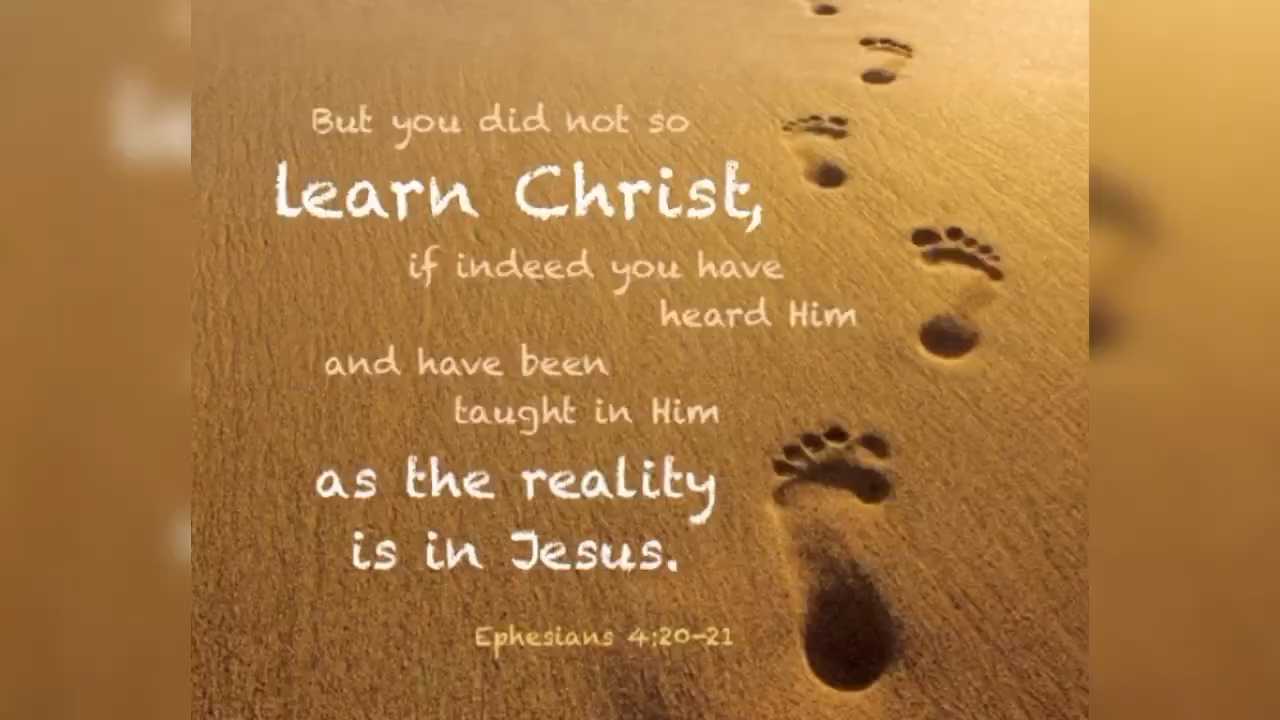 But you did not so
learn Christ,
if indeed you have
heard Him
and have been
taught in Him
as the reality
is in Jesus.
Ephesians 4:20-21